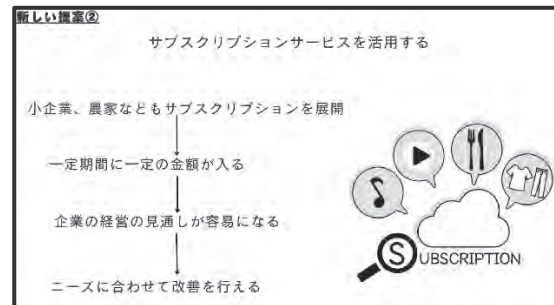 新しい提案②
サブスクリプションサービスを活用する
小企業、農家などもサブスクリプションを展開
一定期間に一定の金額が入る
企業の経営の見通しが容易になる
ニーズに合わせて改善を行える
SUBSCRIPTION